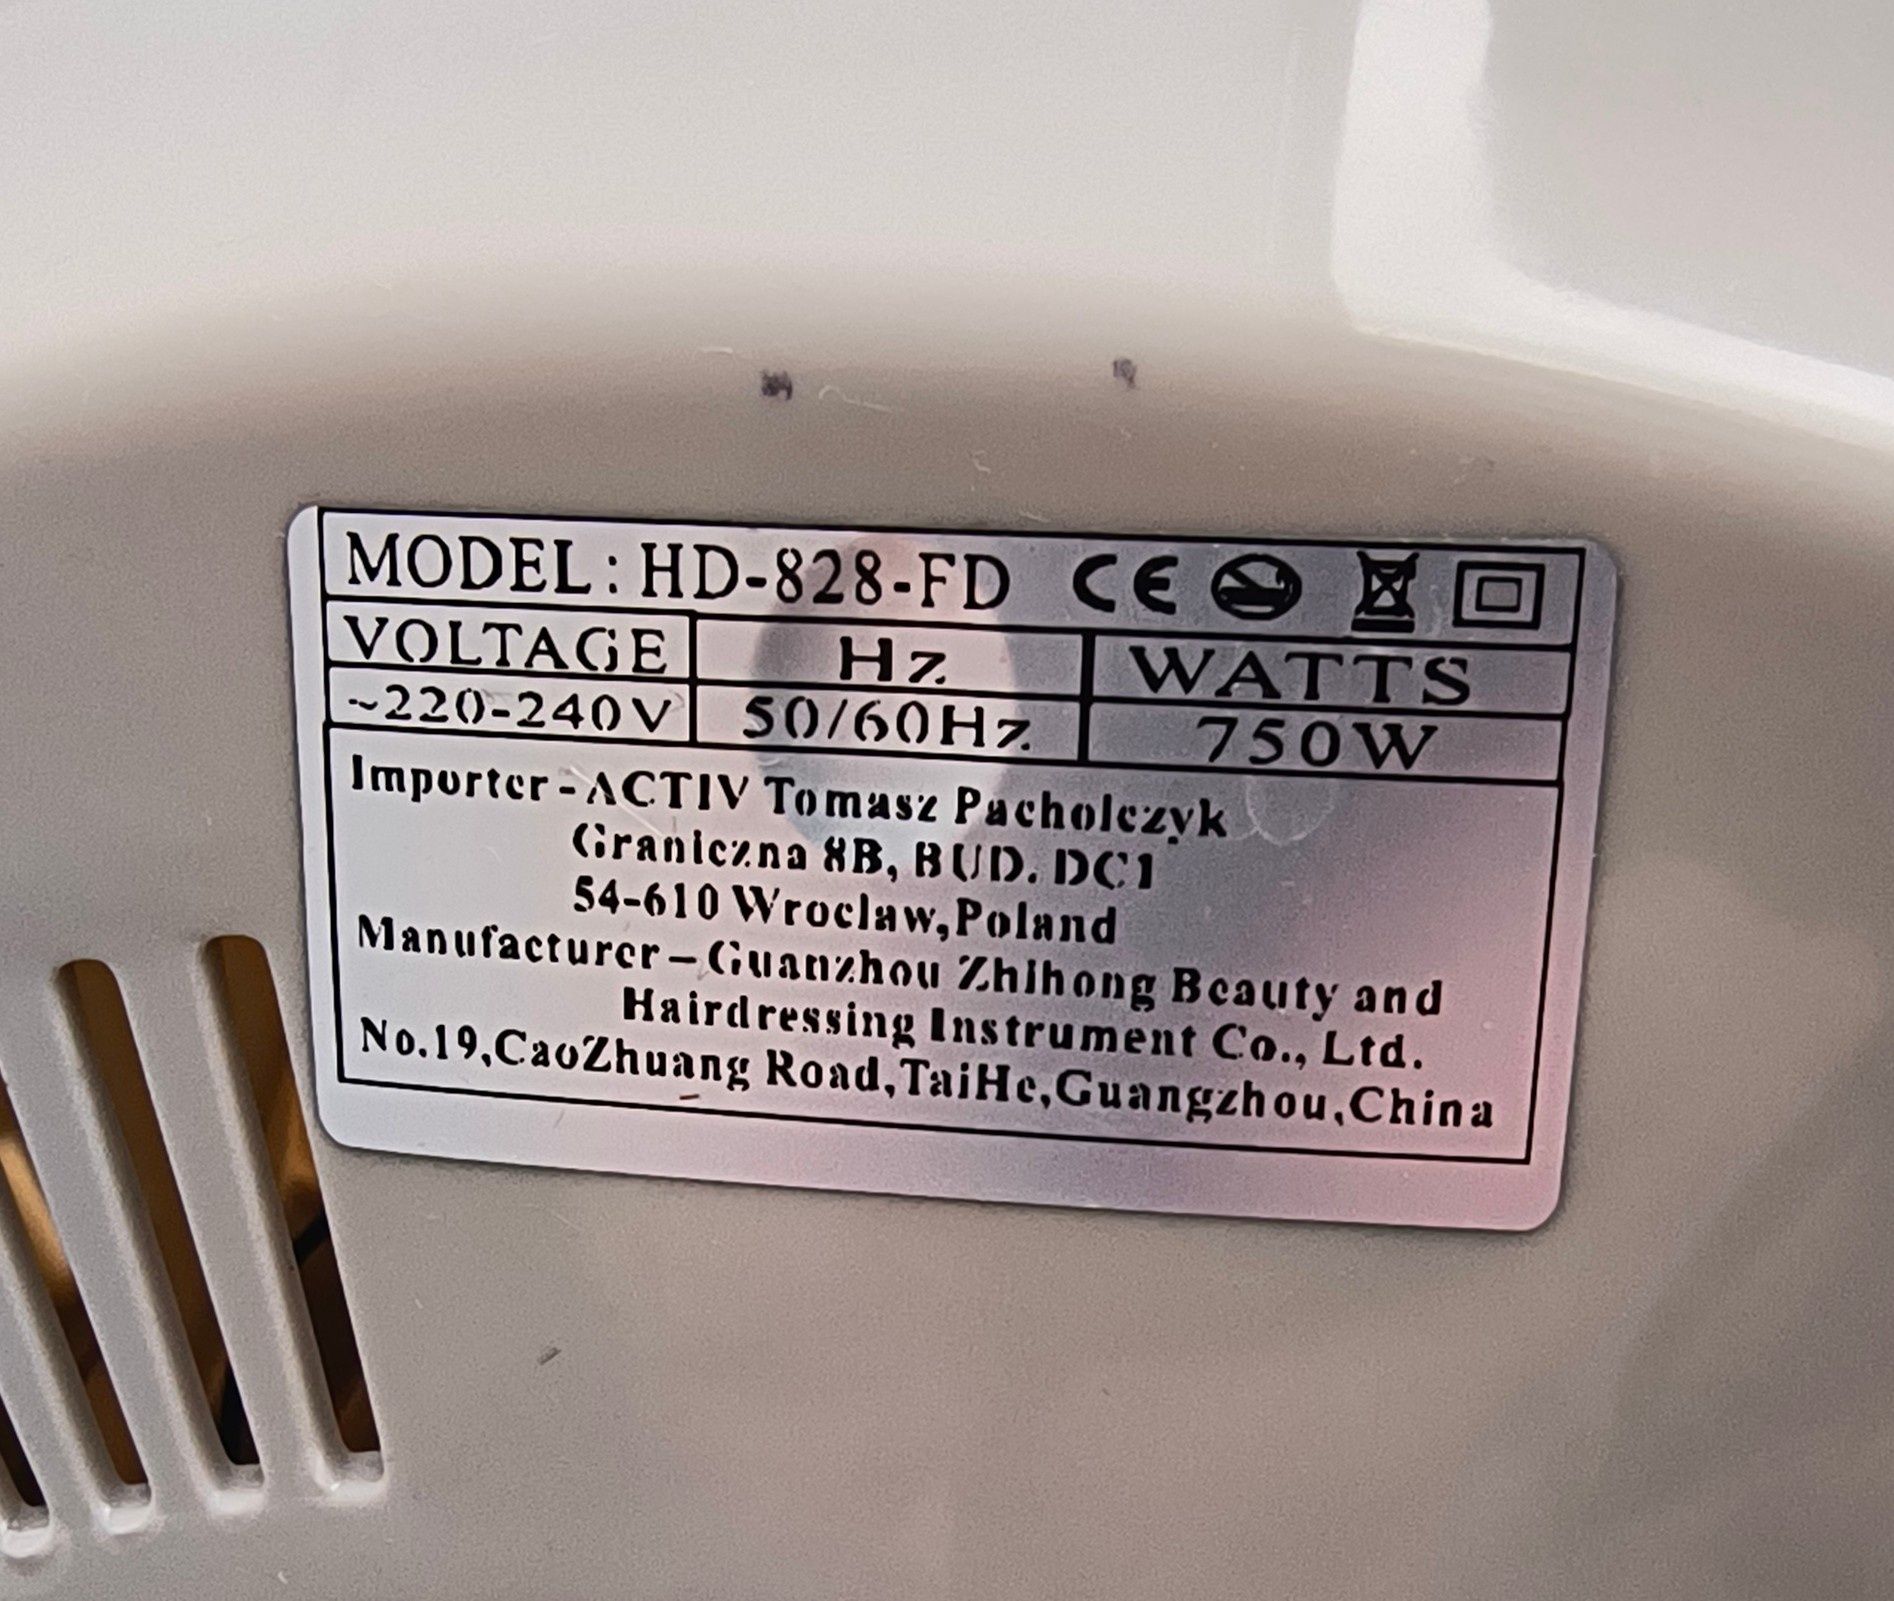 MODEL: HD-828-FD CE
VOLTAGE Hz WATTS
~220-240V 50/60Hz 750W
Importer-ACTIV Tomasz Pacholczyk
Graniczna 8B, BUD. DC1
54-610 Wroclaw,Poland
Manufacturer-Guanzhou Zhihong Beauty and
Hairdressing Instrument Co., Ltd.
No.19,CaoZhuang Road,TaiHe,Guangzhou,China